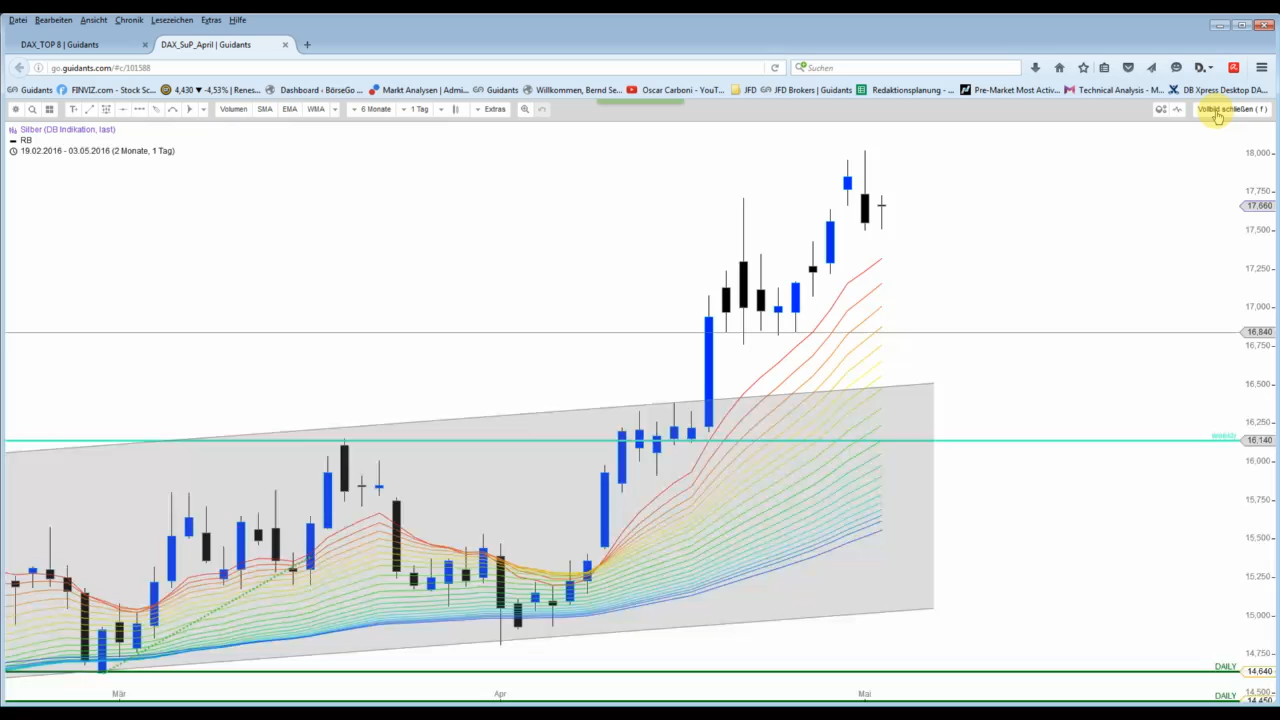 Datei Bearbeiten Ansicht Chronik Lesezeichen Extras Hilfe
DAX_TOP 8 | Guidants × DAX_SuP_April | Guidants × +
go.guidants.com/#c/101588 Suchen
Guidants FINVIZ.com - Stock Sc... 4,430 ▼ -4,53% | Renes... Dashboard ‹ BörseGo ... Markt Analysen | Admi... Guidants Willkommen, Bernd Se... Oscar Carboni - YouT... JFD JFD Brokers | Guidants Redaktionsplanung - ... Pre-Market Most Activ... Technical Analysis - M... DB Xpress Desktop DA...
Volumen SMA EMA WMA 6 Monate 1 Tag Extras Vollbild schließen ( f )
Silber (DB Indikation, last)
RB
19.02.2016 - 03.05.2016 (2 Monate, 1 Tag)
18,000
17,750
17,660
17,500
17,250
17,000
16,840
16,750
16,500
16,250
16,140
16,000
15,750
15,500
15,250
15,000
14,750
DAILY 14,640
14,500
DAILY 14,450
Mär Apr Mai